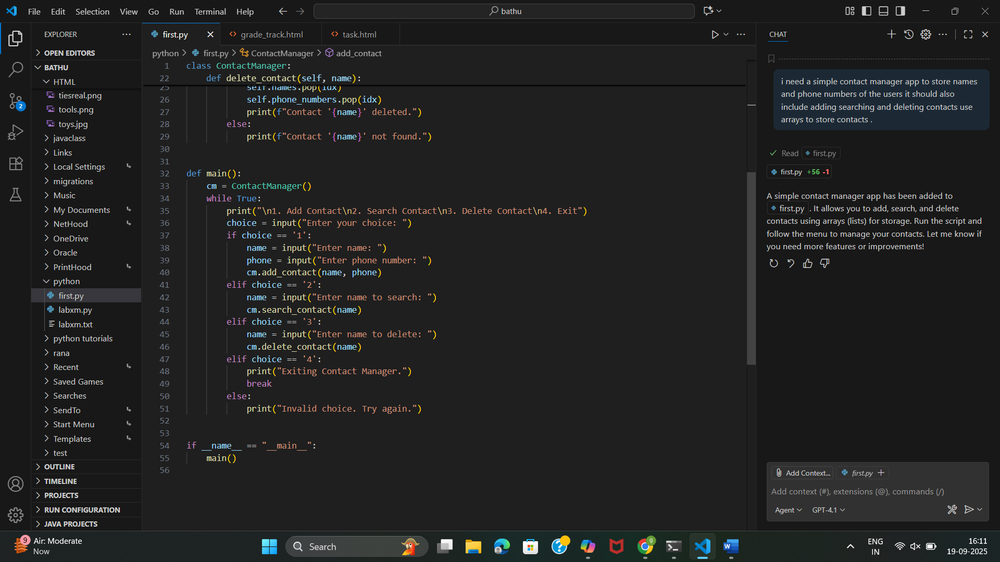 File Edit Selection View Go Run Terminal Help
bathu
EXPLORER
OPEN EDITORS
BATHU
HTML
tiesreal.png
tools.png
toys.jpg
javaclass
Links
Local Settings
migrations
Music
My Documents
NetHood
OneDrive
Oracle
PrintHood
python
first.py
labxm.py
labxm.txt
python tutorials
rana
Recent
Saved Games
Searches
SendTo
Start Menu
Templates
test
OUTLINE
TIMELINE
PROJECTS
RUN CONFIGURATION
JAVA PROJECTS
2
first.py
grade_track.html
task.html
python > first.py > ContactManager > add_contact
1 class ContactManager:
22     def delete_contact(self, name):
25             self.names.pop(idx)
26             self.phone_numbers.pop(idx)
27             print(f"Contact '{name}' deleted.")
28         else:
29             print(f"Contact '{name}' not found.")
30
31
32 def main():
33     cm = ContactManager()
34     while True:
35         print("\n1. Add Contact\n2. Search Contact\n3. Delete Contact\n4. Exit")
36         choice = input("Enter your choice: ")
37         if choice == '1':
38             name = input("Enter name: ")
39             phone = input("Enter phone number: ")
40             cm.add_contact(name, phone)
41         elif choice == '2':
42             name = input("Enter name to search: ")
43             cm.search_contact(name)
44         elif choice == '3':
45             name = input("Enter name to delete: ")
46             cm.delete_contact(name)
47         elif choice == '4':
48             print("Exiting Contact Manager.")
49             break
50         else:
51             print("Invalid choice. Try again.")
52
53
54 if __name__ == "__main__":
55     main()
56
CHAT
i need a simple contact manager app to store names
and phone numbers of the users it should also
include adding searching and deleting contacts use
arrays to store contacts .
Read first.py
first.py +56 -1
A simple contact manager app has been added to
first.py . It allows you to add, search, and delete
contacts using arrays (lists) for storage. Run the script and
follow the menu to manage your contacts. Let me know if
you need more features or improvements!
Add Context... first.py
Add context (#), extensions (@), commands (/)
Agent GPT-4.1
9
Air: Moderate
Now
Search
9
ENG
IN
16:11
19-09-2025